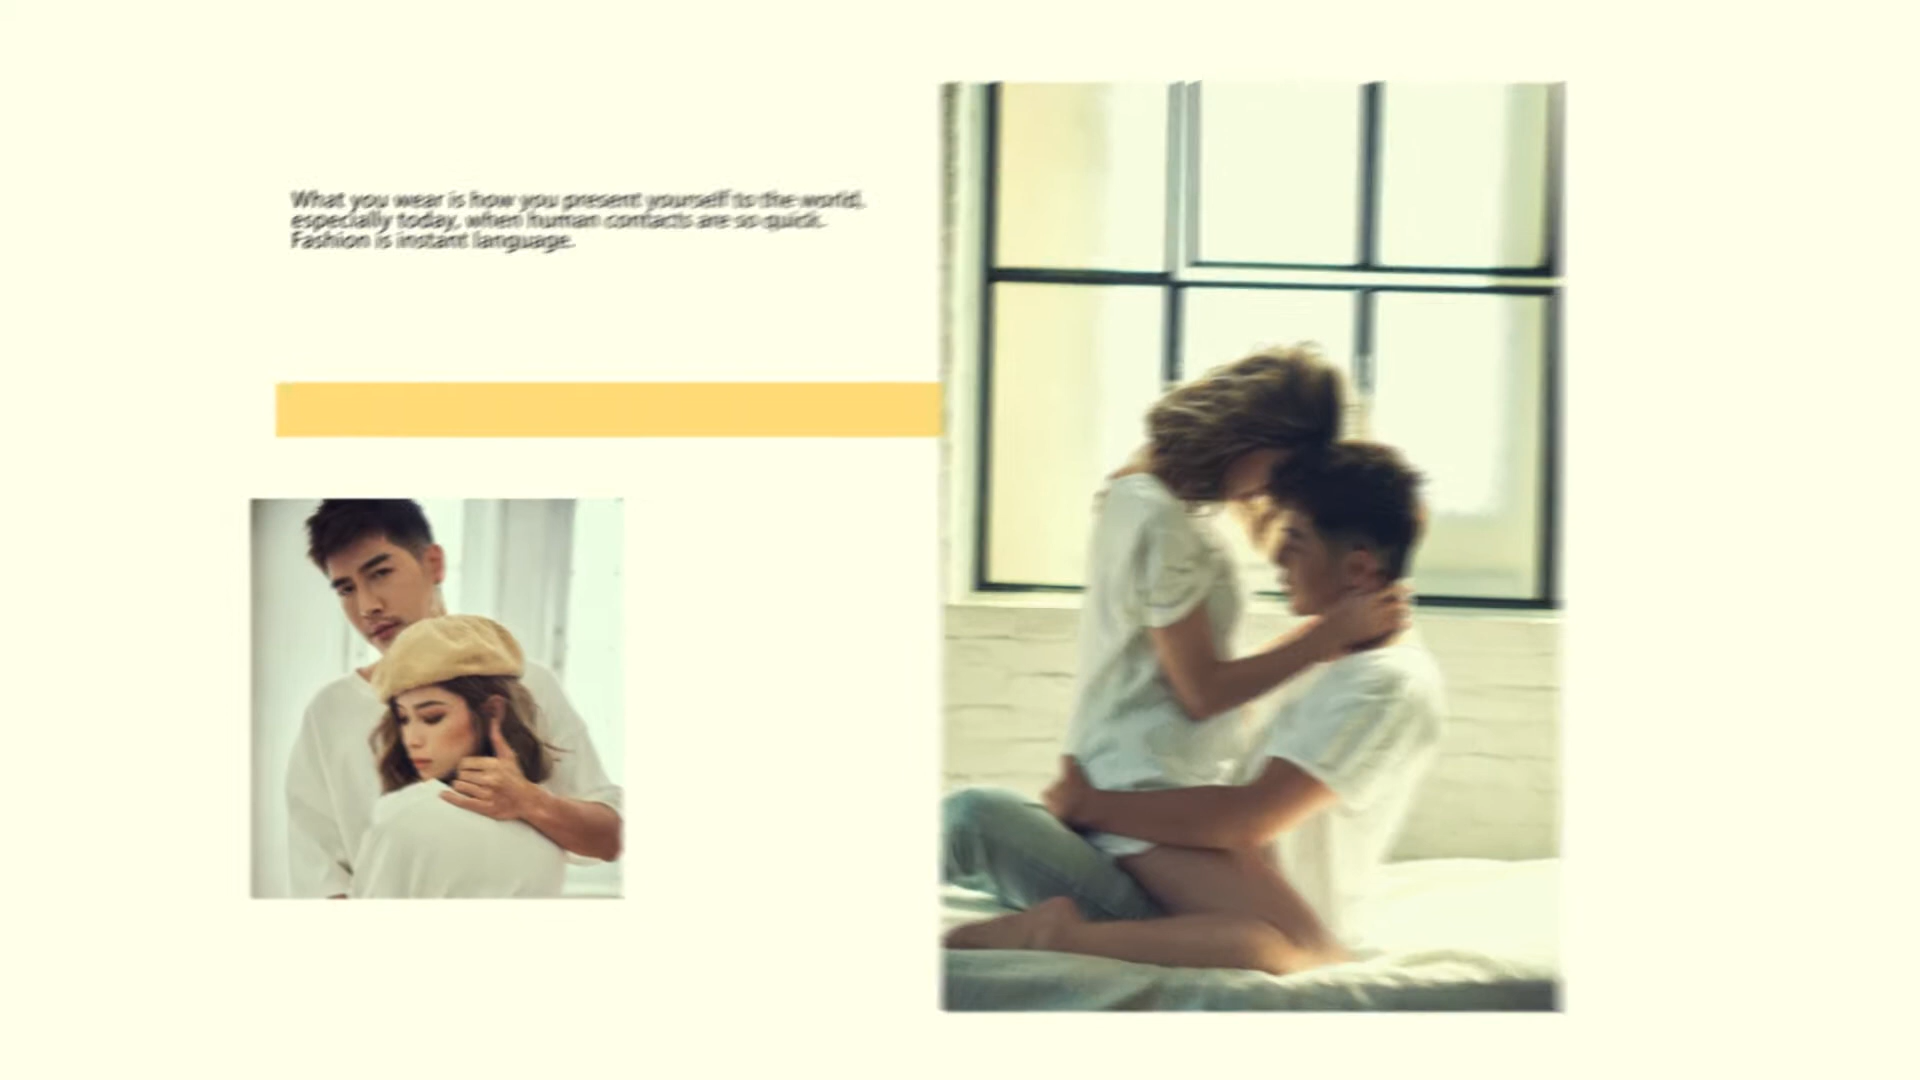 What you wear is how you present yourself to the world,
especially today, when human contacts are so quick.
Fashion is instant language.